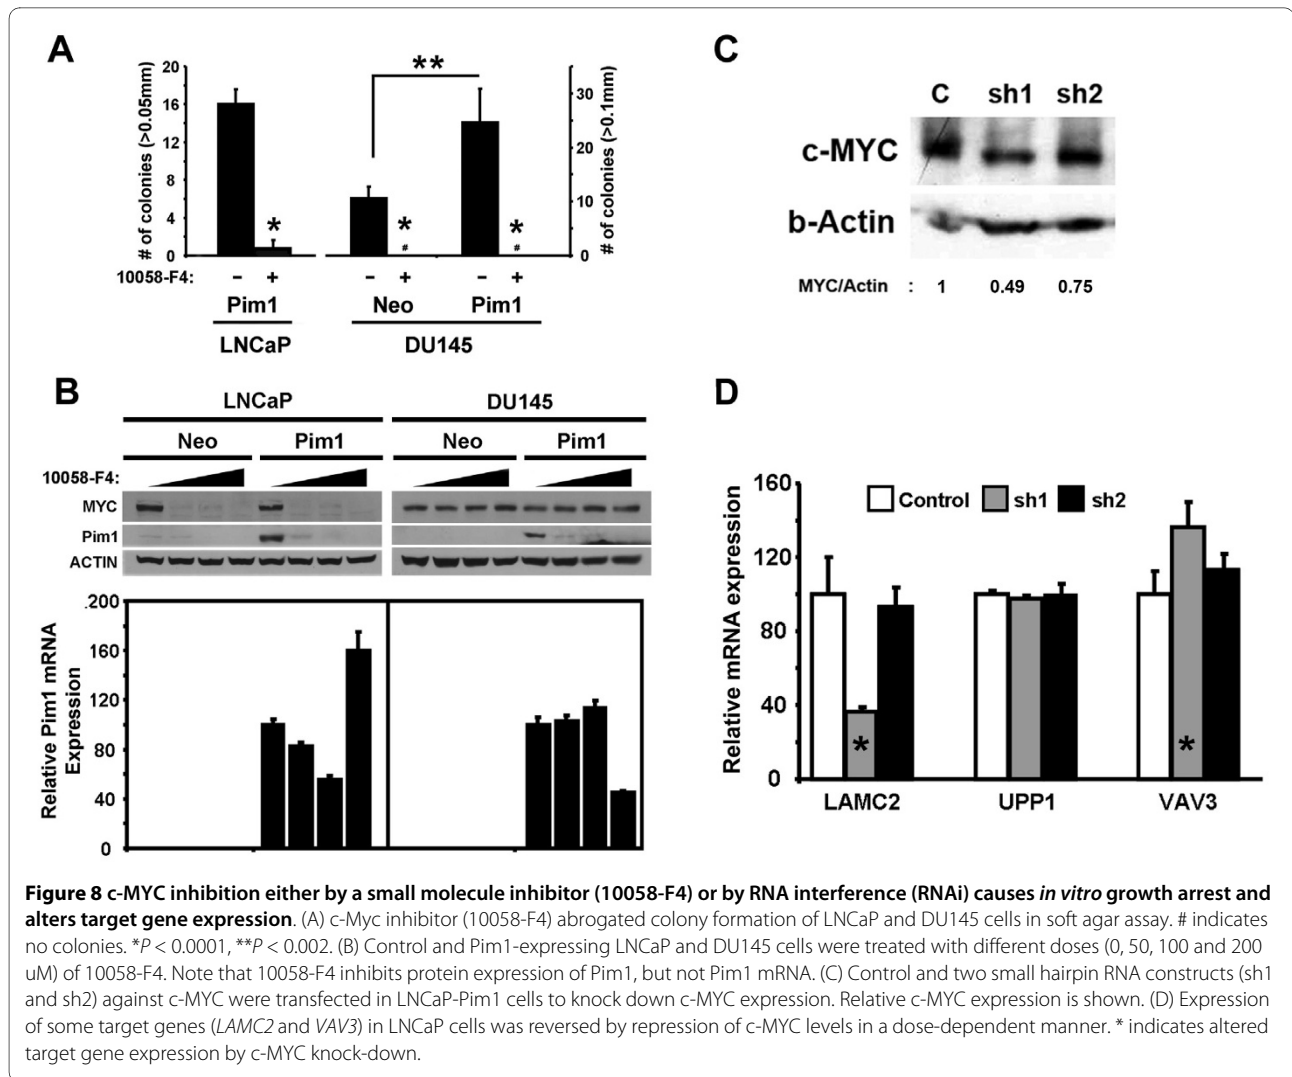 A
C
20
16
12
8
4
0
# of colonies (>0.05mm)
**
*
*
#
*
#
30
20
10
0
# of colonies (>0.1mm)
10058-F4: – + – + – +
Pim1 Neo Pim1
LNCaP DU145
C sh1 sh2
c-MYC
b-Actin
MYC/Actin : 1 0.49 0.75
B
LNCaP DU145
Neo Pim1 Neo Pim1
10058-F4:
MYC
Pim1
ACTIN
200
160
120
80
40
0
Relative Pim1 mRNA
Expression
D
160
120
80
40
0
Relative mRNA expression
Control sh1 sh2
*
*
LAMC2 UPP1 VAV3
Figure 8 c-MYC inhibition either by a small molecule inhibitor (10058-F4) or by RNA interference (RNAi) causes in vitro growth arrest and
alters target gene expression. (A) c-Myc inhibitor (10058-F4) abrogated colony formation of LNCaP and DU145 cells in soft agar assay. # indicates
no colonies. *P < 0.0001, **P < 0.002. (B) Control and Pim1-expressing LNCaP and DU145 cells were treated with different doses (0, 50, 100 and 200
uM) of 10058-F4. Note that 10058-F4 inhibits protein expression of Pim1, but not Pim1 mRNA. (C) Control and two small hairpin RNA constructs (sh1
and sh2) against c-MYC were transfected in LNCaP-Pim1 cells to knock down c-MYC expression. Relative c-MYC expression is shown. (D) Expression
of some target genes (LAMC2 and VAV3) in LNCaP cells was reversed by repression of c-MYC levels in a dose-dependent manner. * indicates altered
target gene expression by c-MYC knock-down.